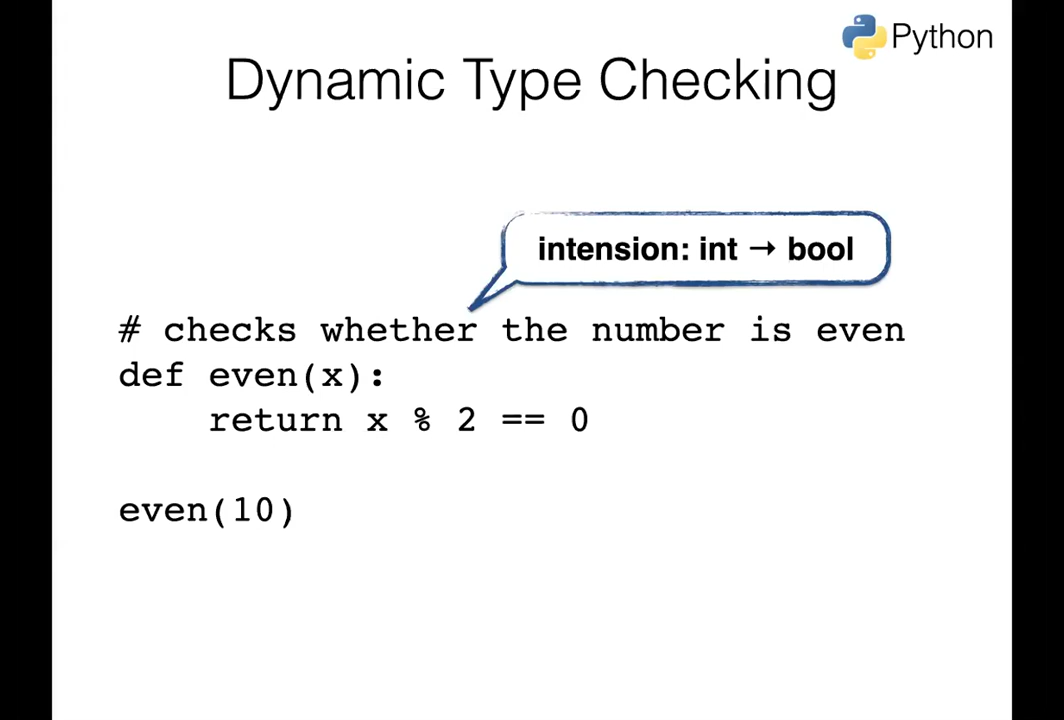 Python
Dynamic Type Checking
intension: int → bool
# checks whether the number is even
def even(x):
    return x % 2 == 0
even(10)